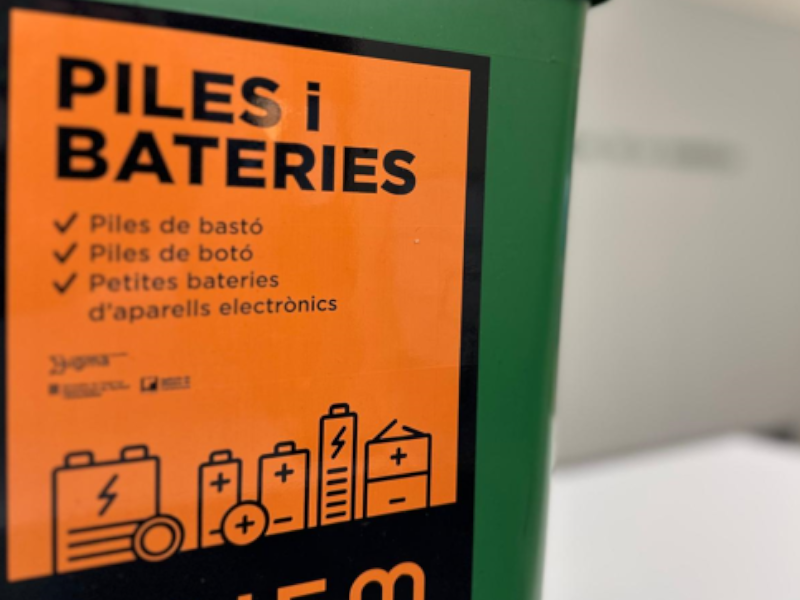 PILES i
BATERIES
✓ Piles de bastó
✓ Piles de botó
✓ Petites bateries
d'aparells electrònics